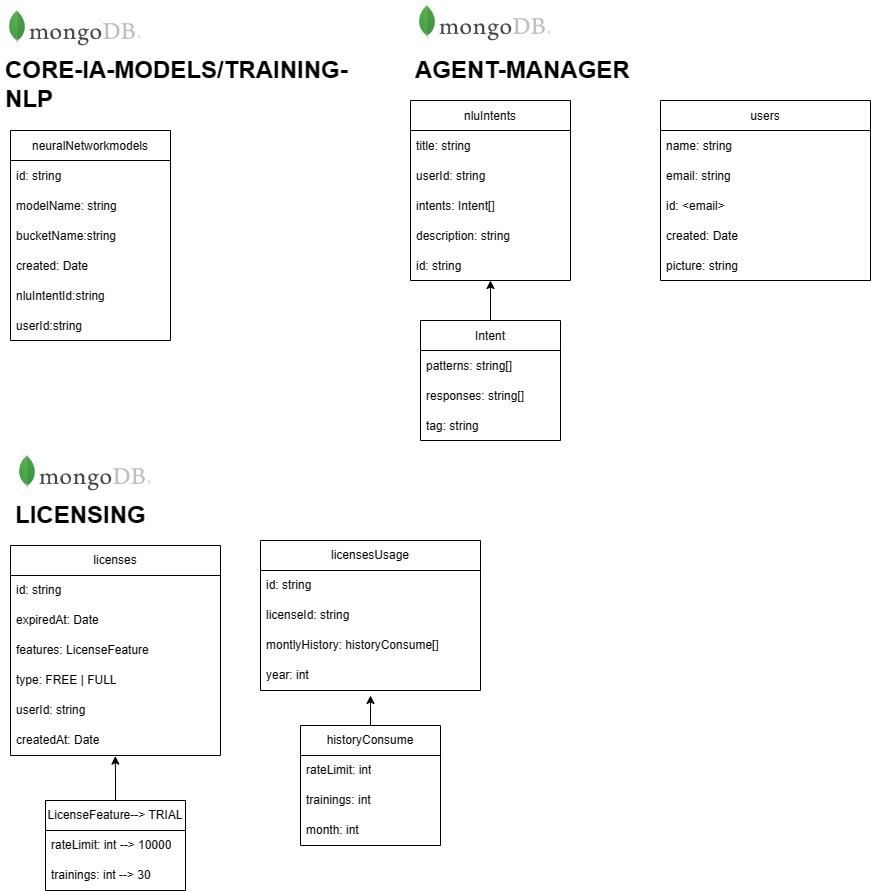 mongoDB.
CORE-IA-MODELS/TRAINING-
NLP
neuralNetworkmodels
id: string
modelName: string
bucketName:string
created: Date
nluIntentId:string
userId:string
mongoDB.
AGENT-MANAGER
nluIntents
title: string
userId: string
intents: Intent[]
description: string
id: string
Intent
patterns: string[]
responses: string[]
tag: string
users
name: string
email: string
id: <email>
created: Date
picture: string
mongoDB.
LICENSING
licenses
id: string
expiredAt: Date
features: LicenseFeature
type: FREE | FULL
userId: string
createdAt: Date
LicenseFeature--> TRIAL
rateLimit: int --> 10000
trainings: int --> 30
licensesUsage
id: string
licenseId: string
montlyHistory: historyConsume[]
year: int
historyConsume
rateLimit: int
trainings: int
month: int